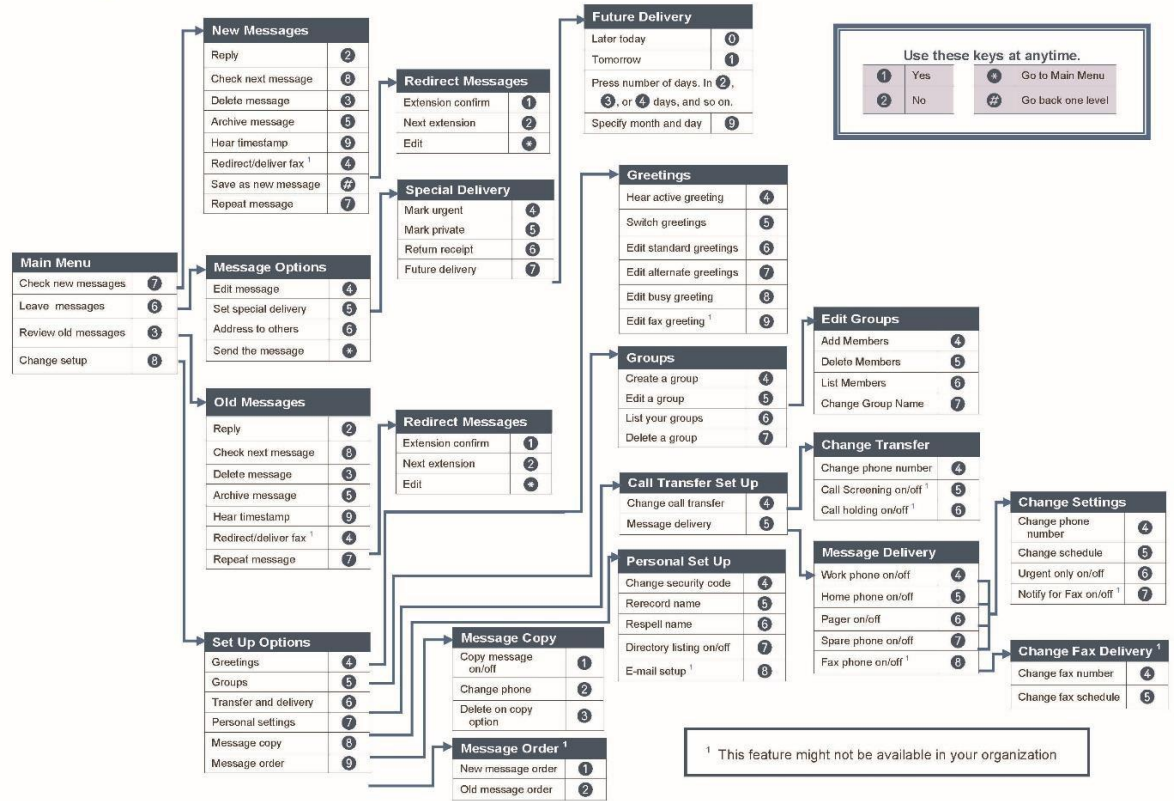 Main Menu
Check new messages 7
Leave messages 6
Review old messages 3
Change setup 8
New Messages
Reply 2
Check next message 8
Delete message 3
Archive message 5
Hear timestamp 9
Redirect/deliver fax 1 4
Save as new message #
Repeat message 7
Message Options
Edit message 4
Set special delivery 5
Address to others 6
Send the message *
Old Messages
Reply 2
Check next message 8
Delete message 3
Archive message 5
Hear timestamp 9
Redirect/deliver fax 1 4
Repeat message 7
Set Up Options
Greetings 4
Groups 5
Transfer and delivery 6
Personal settings 7
Message copy 8
Message order 9
Redirect Messages
Extension confirm 1
Next extension 2
Edit *
Special Delivery
Mark urgent 4
Mark private 5
Return receipt 6
Future delivery 7
Redirect Messages
Extension confirm 1
Next extension 2
Edit *
Message Copy
Copy message
on/off 1
Change phone 2
Delete on copy
option 3
Message Order 1
New message order 1
Old message order 2
Future Delivery
Later today 0
Tomorrow 1
Press number of days. In 2,
3, or 4 days, and so on.
Specify month and day 9
Greetings
Hear active greeting 4
Switch greetings 5
Edit standard greetings 6
Edit alternate greetings 7
Edit busy greeting 8
Edit fax greeting 1 9
Groups
Create a group 4
Edit a group 5
List your groups 6
Delete a group 7
Call Transfer Set Up
Change call transfer 4
Message delivery 5
Personal Set Up
Change security code 4
Rerecord name 5
Respell name 6
Directory listing on/off 7
E-mail setup 1 8
Edit Groups
Add Members 4
Delete Members 5
List Members 6
Change Group Name 7
Change Transfer
Change phone number 4
Call Screening on/off 1 5
Call holding on/off 1 6
Message Delivery
Work phone on/off 4
Home phone on/off 5
Pager on/off 6
Spare phone on/off 7
Fax phone on/off 1 8
Change Settings
Change phone
number 4
Change schedule 5
Urgent only on/off 6
Notify for Fax on/off 1 7
Change Fax Delivery 1
Change fax number 4
Change fax schedule 5
Use these keys at anytime.
1 Yes * Go to Main Menu
2 No # Go back one level
1 This feature might not be available in your organization